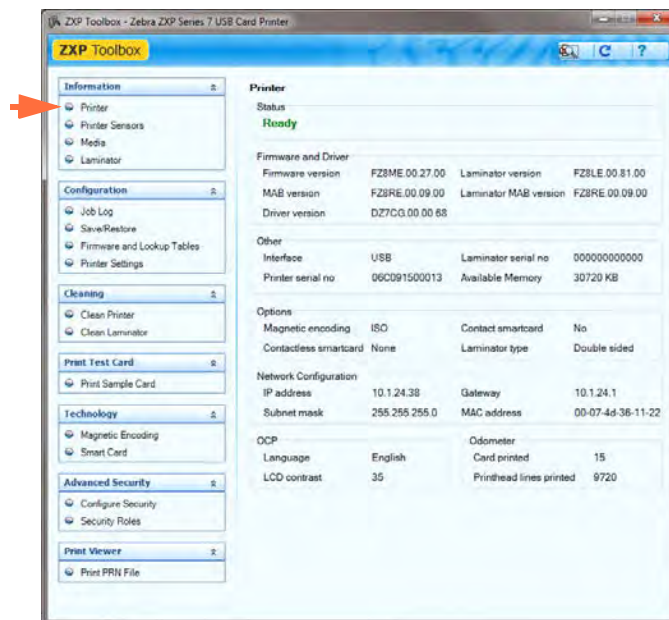 ZXP Toolbox - Zebra ZXP Series 7 USB Card Printer
ZXP Toolbox
?
Information
Printer
Printer Sensors
Media
Laminator
Configuration
Job Log
Save/Restore
Firmware and Lookup Tables
Printer Settings
Cleaning
Clean Printer
Clean Laminator
Print Test Card
Print Sample Card
Technology
Magnetic Encoding
Smart Card
Advanced Security
Configure Security
Security Roles
Print Viewer
Print PRN File
Printer
Status
Ready
Firmware and Driver
Firmware version FZ8ME.00.27.00 Laminator version FZ8LE.00.81.00
MAB version FZ8RE.00.09.00 Laminator MAB version FZ8RE.00.09.00
Driver version DZ7CG.00.00.68
Other
Interface USB Laminator serial no 000000000000
Printer serial no 06C091500013 Available Memory 30720 KB
Options
Magnetic encoding ISO Contact smartcard No
Contactless smartcard None Laminator type Double sided
Network Configuration
IP address 10.1.24.38 Gateway 10.1.24.1
Subnet mask 255.255.255.0 MAC address 00-07-4d-36-11-22
OCP Odometer
Language English Card printed 15
LCD contrast 35 Printhead lines printed 9720